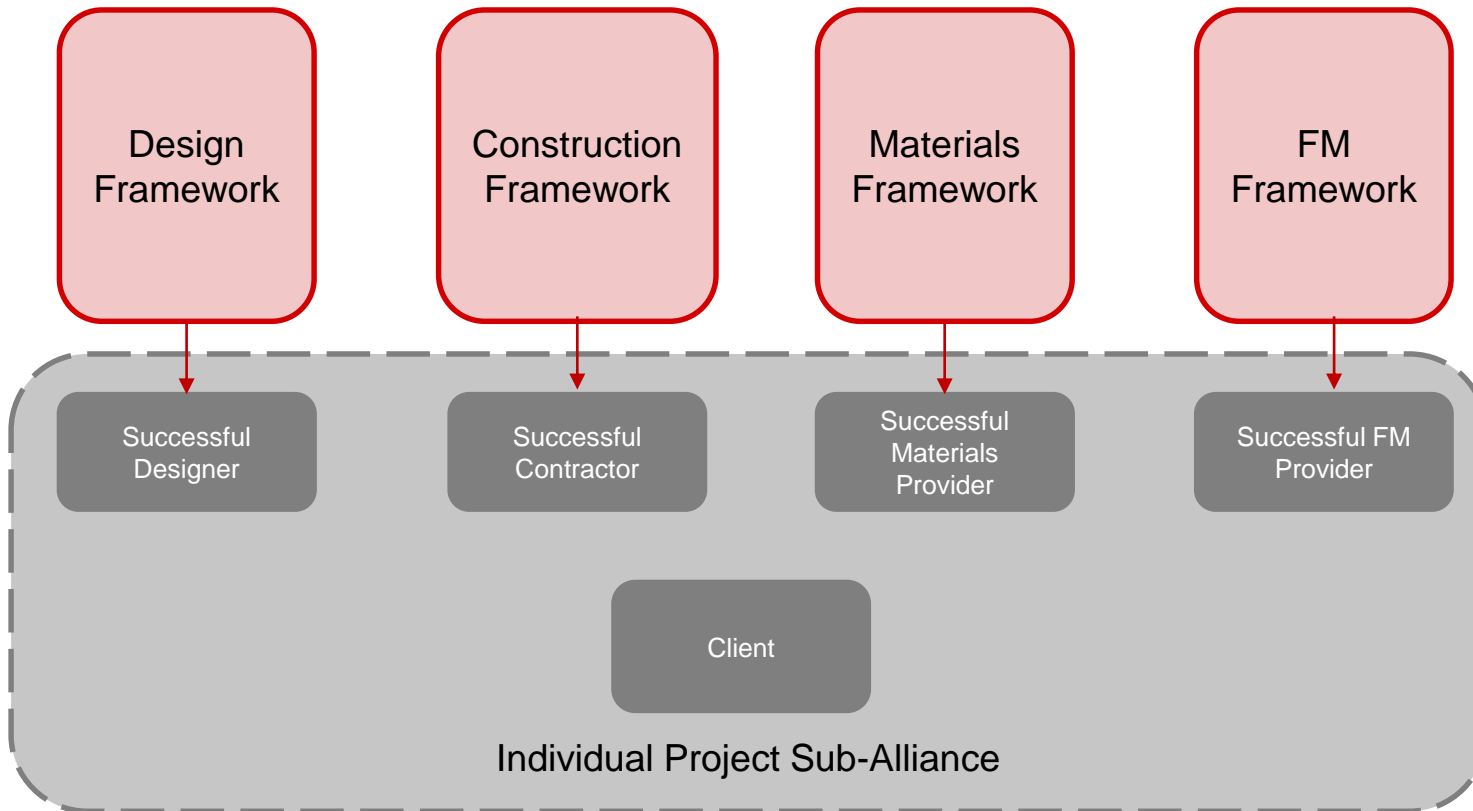 Design
Framework
Construction
Framework
Materials
Framework
FM
Framework
Successful
Designer
Successful
Contractor
Successful
Materials
Provider
Successful FM
Provider
Client
Individual Project Sub-Alliance